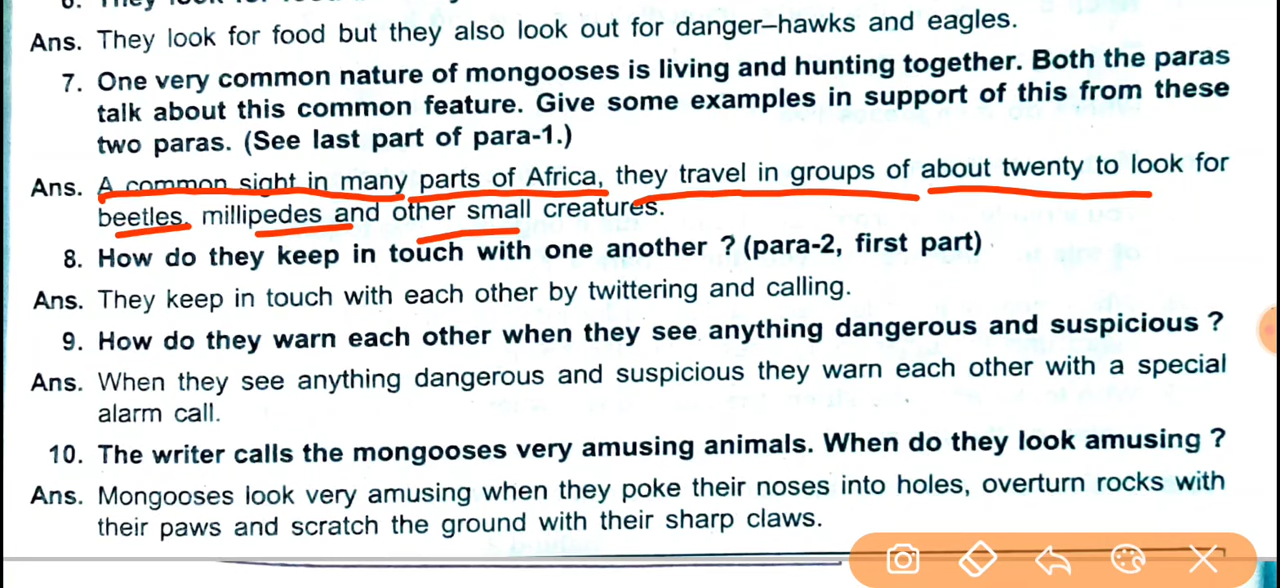 6. They look for
Ans. They look for food but they also look out for danger–hawks and eagles.
7. One very common nature of mongooses is living and hunting together. Both the paras
talk about this common feature. Give some examples in support of this from these
two paras. (See last part of para-1.)
Ans. A common sight in many parts of Africa, they travel in groups of about twenty to look for
beetles, millipedes and other small creatures.
8. How do they keep in touch with one another ? (para-2, first part)
Ans. They keep in touch with each other by twittering and calling.
9. How do they warn each other when they see anything dangerous and suspicious ?
Ans. When they see anything dangerous and suspicious they warn each other with a special
alarm call.
10. The writer calls the mongooses very amusing animals. When do they look amusing ?
Ans. Mongooses look very amusing when they poke their noses into holes, overturn rocks with
their paws and scratch the ground with their sharp claws.